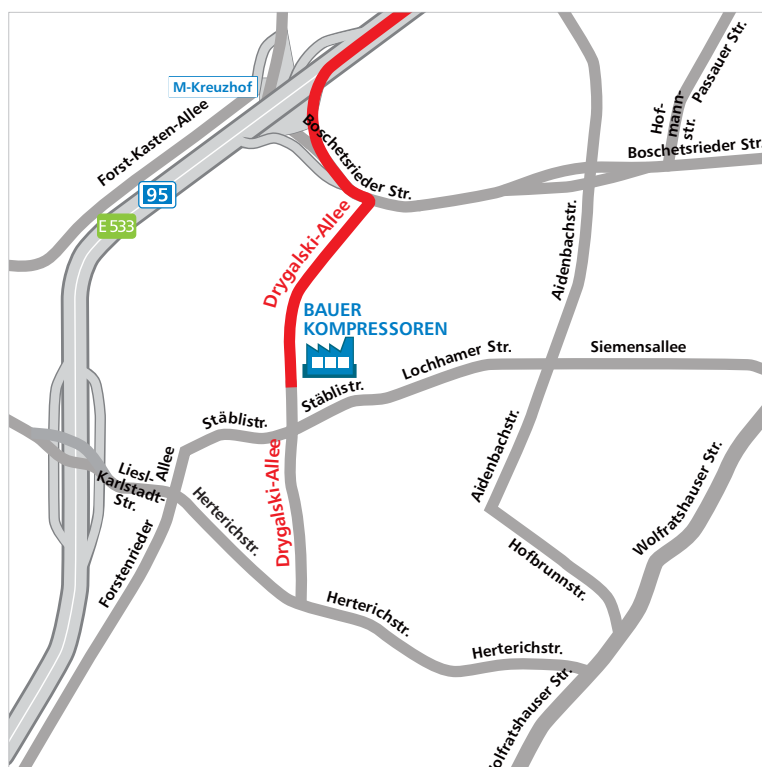 Passauer Str.
M-Kreuzhof
Forst-Kasten-Allee
Hof-
mann-
str.
Boschetsrieder Str.
Boschetsrieder Str.
95
E 533
Drygalski-Allee
Aidenbachstr.
BAUER
KOMPRESSOREN
Lochhamer Str.
Siemensallee
Stäblistr.
Stäblistr.
Aidenbachstr.
Liesl-
Karlstadt-
Str.
Forstenrieder Allee
Drygalski-Allee
Herterichstr.
Wolfratshauser Str.
Hofbrunnstr.
Herterichstr.
Herterichstr.
olfratshauser Str.